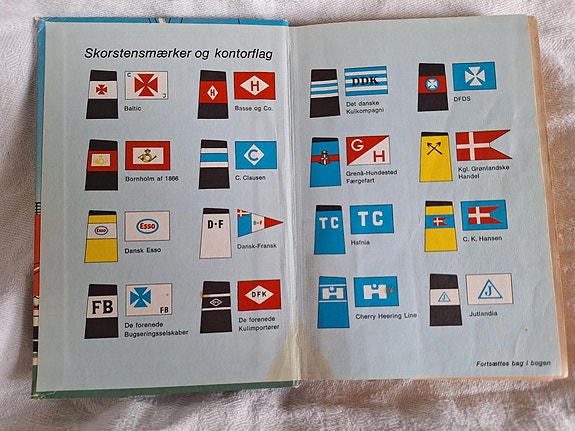 Skorstensmærker og kontorflag
C
J
Baltic
H
H
Basse og Co.
DDK
Det danske
Kulkompagni
DFDS
Bornholm af 1866
C
C. Clausen
G
H
Grenå-Hundested
Færgefart
Kgl. Grønlandske
Handel
Esso
Esso
Dansk Esso
D·F
D·F
Dansk-Fransk
TC
TC
Hafnia
C. K. Hansen
FB
FB
De forenede
Bugseringsselskaber
DFK
De forenede
Kulimportører
H
H
Cherry Heering Line
J
J
Jutlandia
Fortsættes bag i bogen